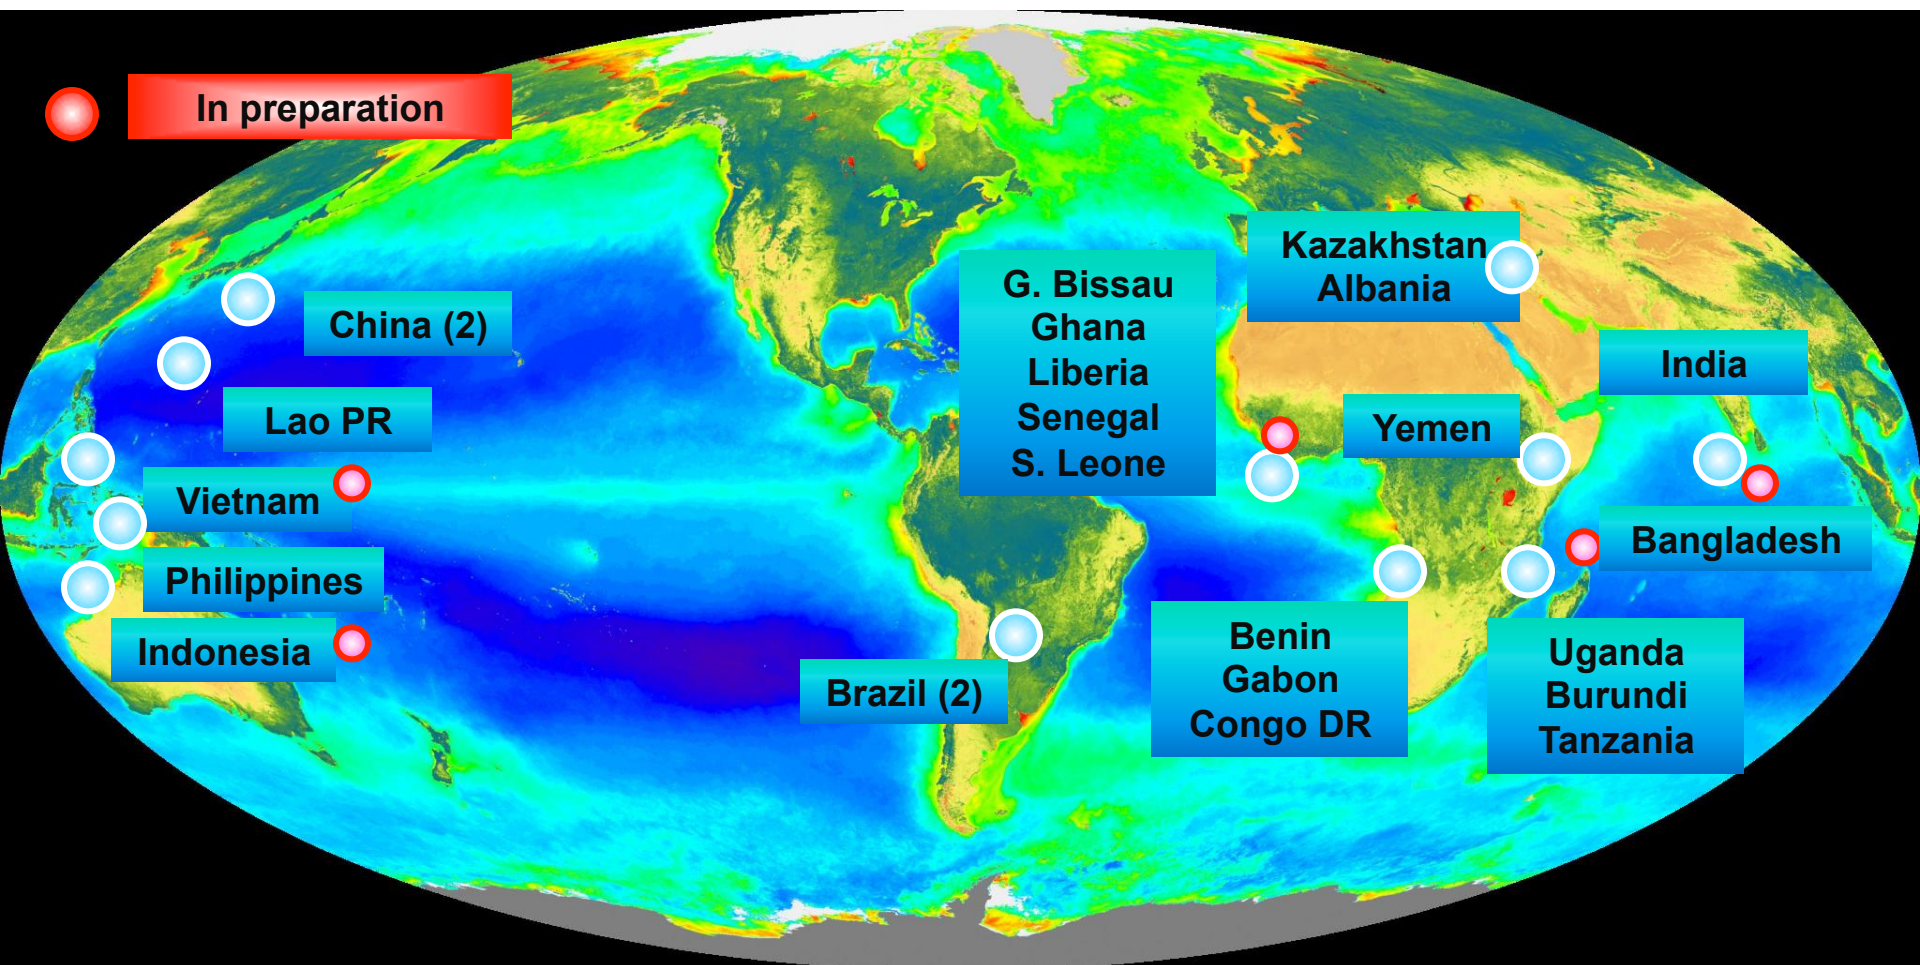 In preparation
Kazakhstan
Albania
G. Bissau
Ghana
Liberia
Senegal
S. Leone
China (2)
India
Lao PR
Yemen
Vietnam
Bangladesh
Philippines
Indonesia
Brazil (2)
Benin
Gabon
Congo DR
Uganda
Burundi
Tanzania